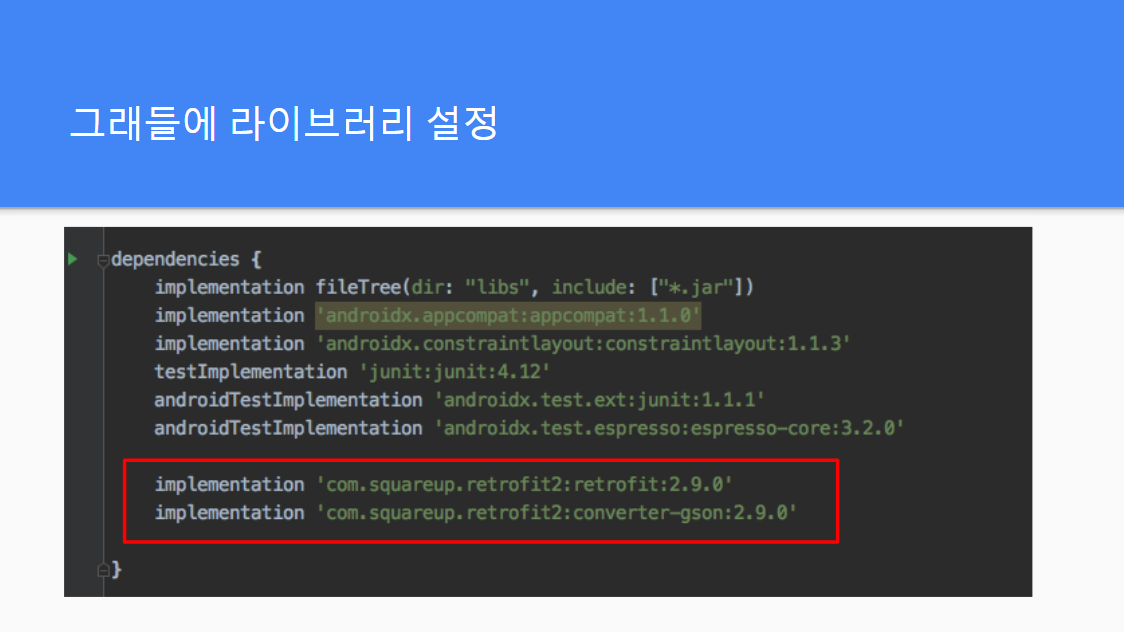 그래들에 라이브러리 설정
dependencies {
implementation fileTree(dir: "libs", include: ["*.jar"])
implementation 'androidx.appcompat:appcompat:1.1.0'
implementation 'androidx.constraintlayout:constraintlayout:1.1.3'
testImplementation 'junit:junit:4.12'
androidTestImplementation 'androidx.test.ext:junit:1.1.1'
androidTestImplementation 'androidx.test.espresso:espresso-core:3.2.0'
implementation 'com.squareup.retrofit2:retrofit:2.9.0'
implementation 'com.squareup.retrofit2:converter-gson:2.9.0'
}